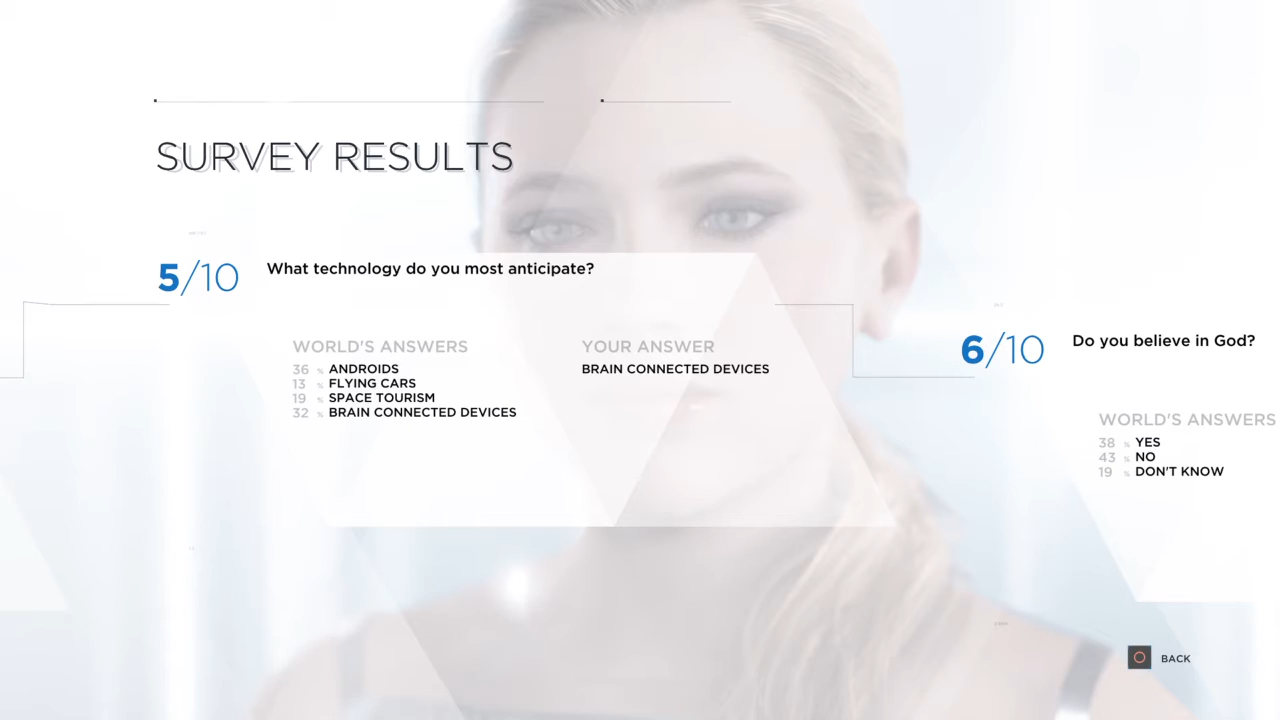 SURVEY RESULTS
5/10
What technology do you most anticipate?
WORLD'S ANSWERS
36 % ANDROIDS
13 % FLYING CARS
19 % SPACE TOURISM
32 % BRAIN CONNECTED DEVICES
YOUR ANSWER
BRAIN CONNECTED DEVICES
6/10
Do you believe in God?
WORLD'S ANSWERS
38 % YES
43 % NO
19 % DON'T KNOW
BACK